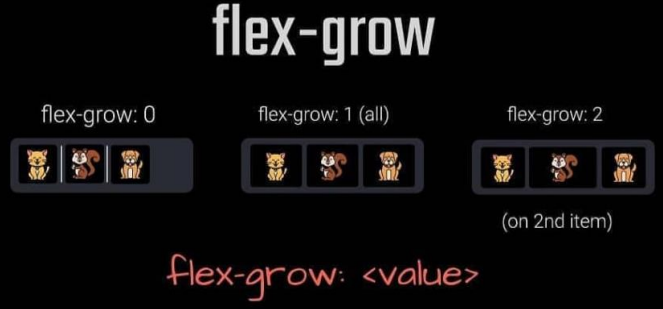 flex-grow
flex-grow: 0
flex-grow: 1 (all)
flex-grow: 2
(on 2nd item)
flex-grow: <value>